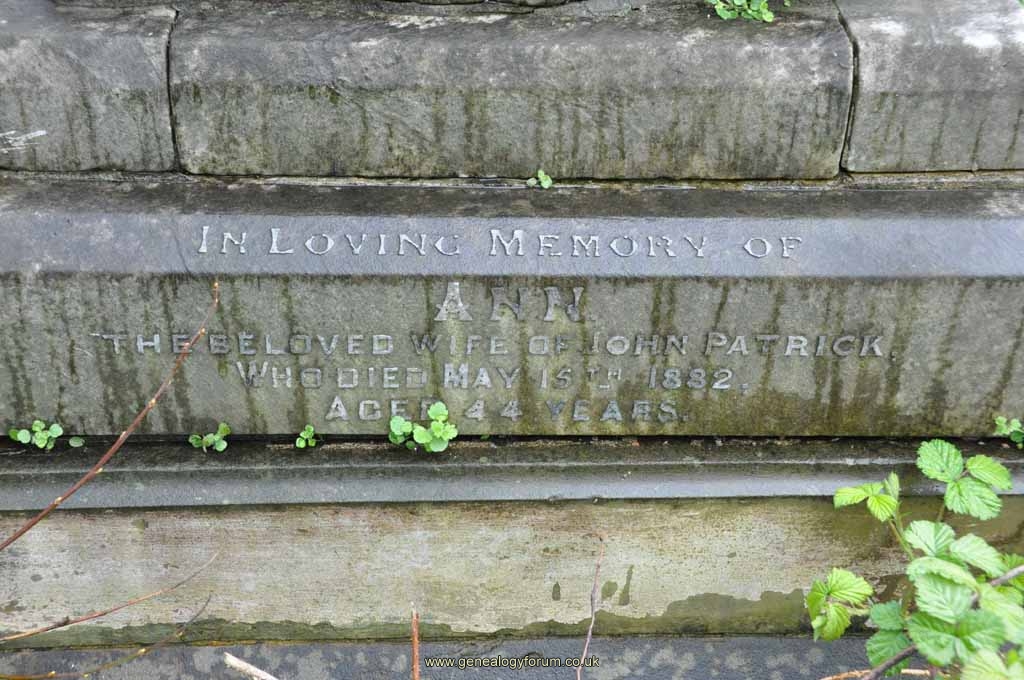 IN LOVING MEMORY OF
ANN.
THE BELOVED WIFE OF JOHN PATRICK,
WHO DIED MAY 15TH 1882.
AGED 44 YEARS.
www.genealogyforum.co.uk